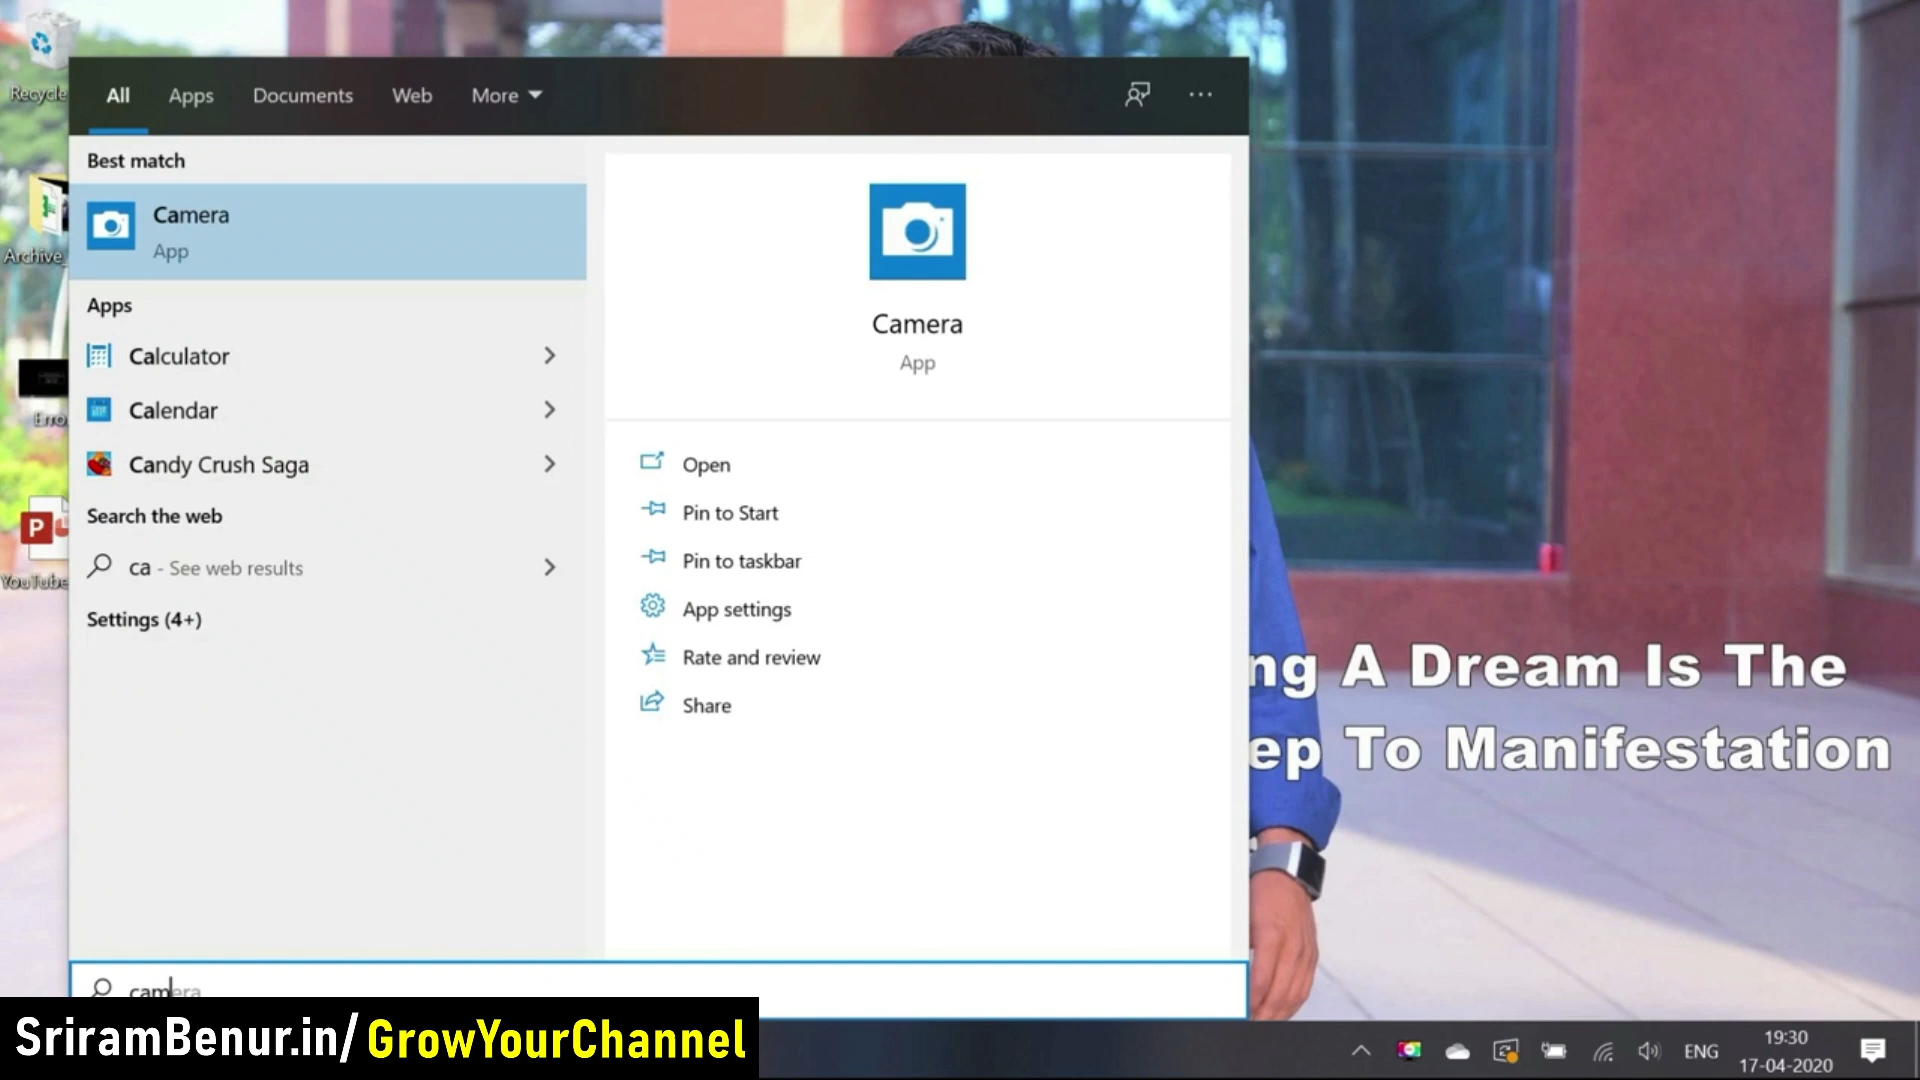 Recycle
Archive_
Erro
YouTube
All Apps Documents Web More
Best match
Camera
App
Apps
Calculator
Calendar
Candy Crush Saga
Search the web
ca - See web results
Settings (4+)
Camera
App
Open
Pin to Start
Pin to taskbar
App settings
Rate and review
Share
ng A Dream Is The
ep To Manifestation
camera
SriramBenur.in/GrowYourChannel
ENG
19:30
17-04-2020